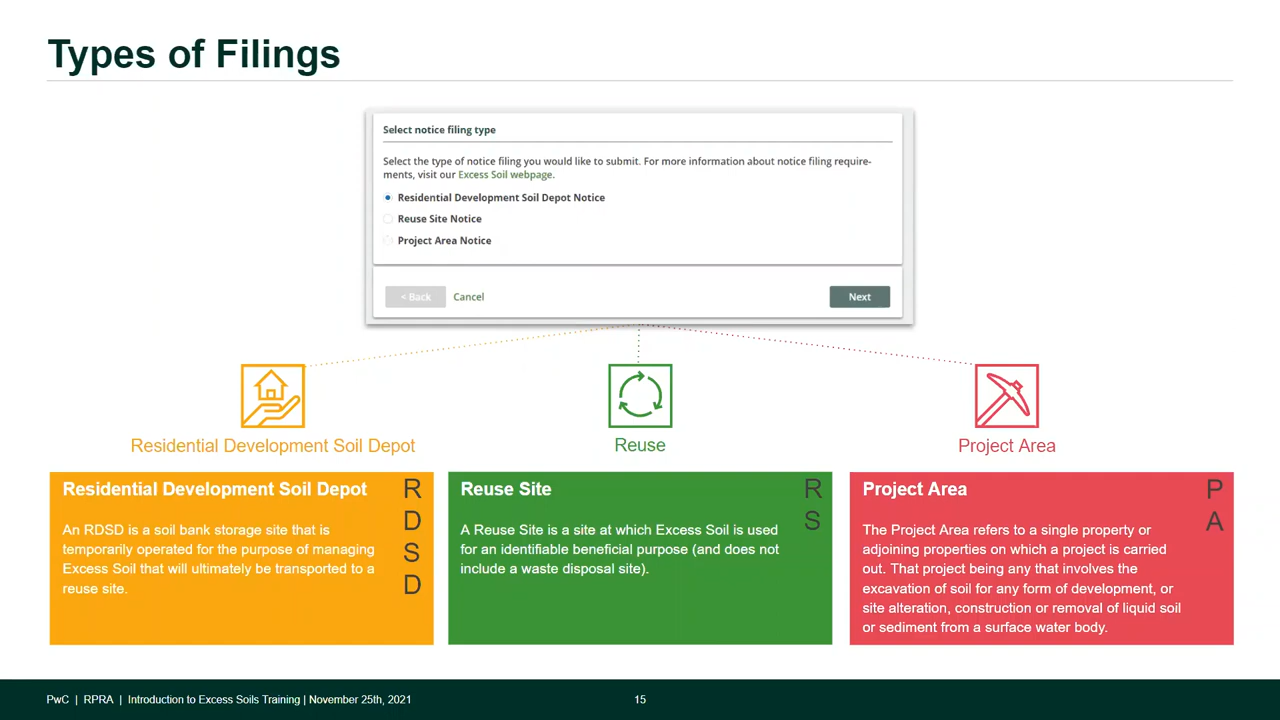 Types of Filings
Select notice filing type
Select the type of notice filing you would like to submit. For more information about notice filing require-
ments, visit our Excess Soil webpage.
Residential Development Soil Depot Notice
Reuse Site Notice
Project Area Notice
< Back
Cancel
Next
Residential Development Soil Depot
Reuse
Project Area
Residential Development Soil Depot
An RDSD is a soil bank storage site that is
temporarily operated for the purpose of managing
Excess Soil that will ultimately be transported to a
reuse site.
R
D
S
D
Reuse Site
A Reuse Site is a site at which Excess Soil is used
for an identifiable beneficial purpose (and does not
include a waste disposal site).
R
S
Project Area
The Project Area refers to a single property or
adjoining properties on which a project is carried
out. That project being any that involves the
excavation of soil for any form of development, or
site alteration, construction or removal of liquid soil
or sediment from a surface water body.
P
A
PwC | RPRA | Introduction to Excess Soils Training | November 25th, 2021
15